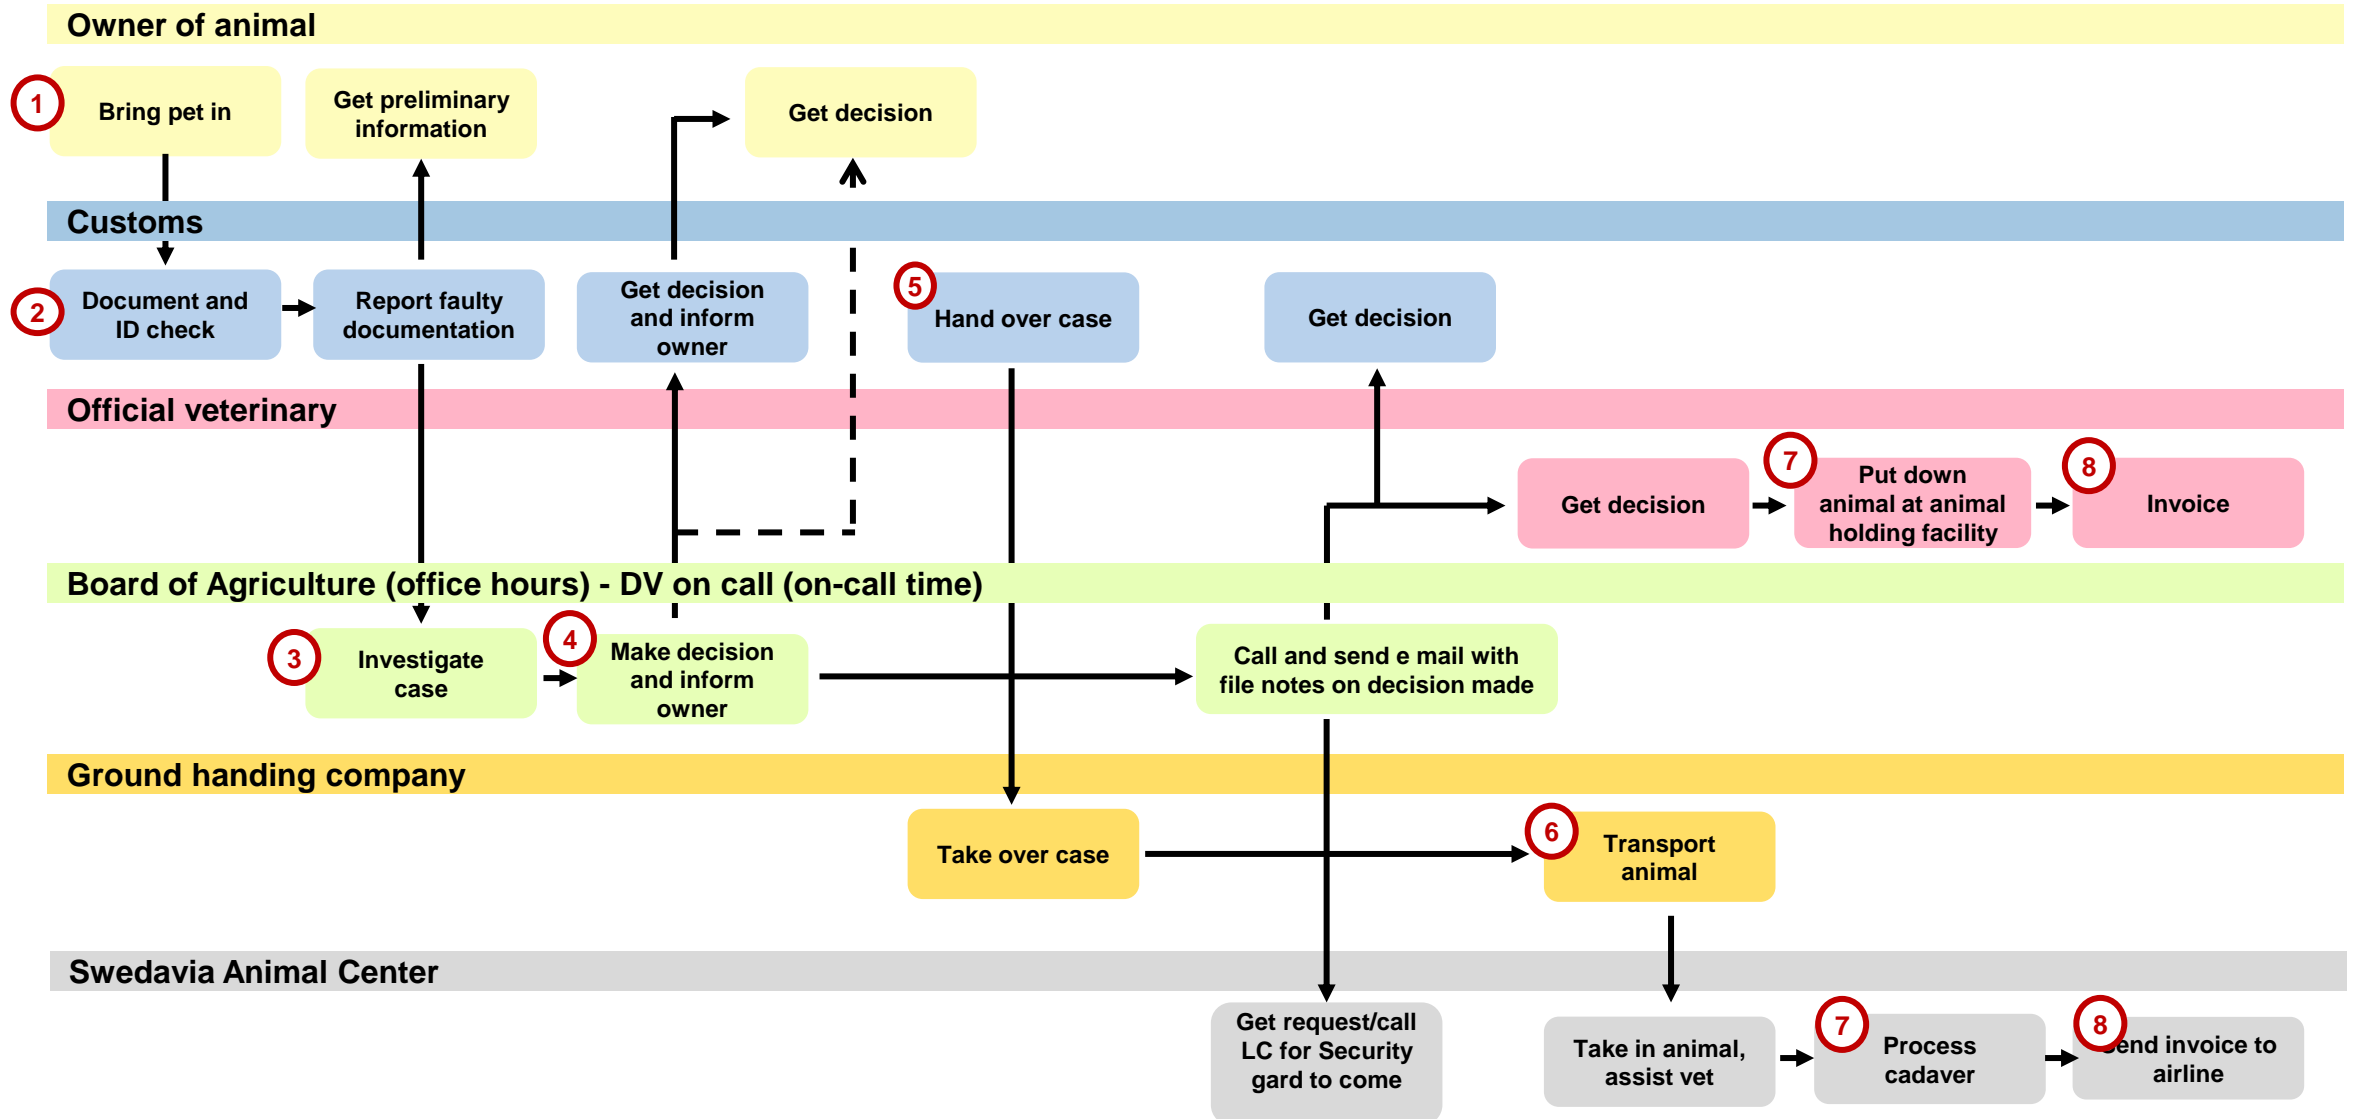 Owner of animal
1
Bring pet in
Get preliminary
information
Get decision
Customs
2
Document and
ID check
Report faulty
documentation
Get decision
and inform
owner
5
Hand over case
Get decision
Official veterinary
Get decision
7
Put down
animal at animal
holding facility
8
Invoice
Board of Agriculture (office hours) - DV on call (on-call time)
3
Investigate
case
4
Make decision
and inform
owner
Call and send e mail with
file notes on decision made
Ground handing company
Take over case
6
Transport
animal
Swedavia Animal Center
Get request/call
LC for Security
gard to come
Take in animal,
assist vet
7
Process
cadaver
8
Send invoice to
airline